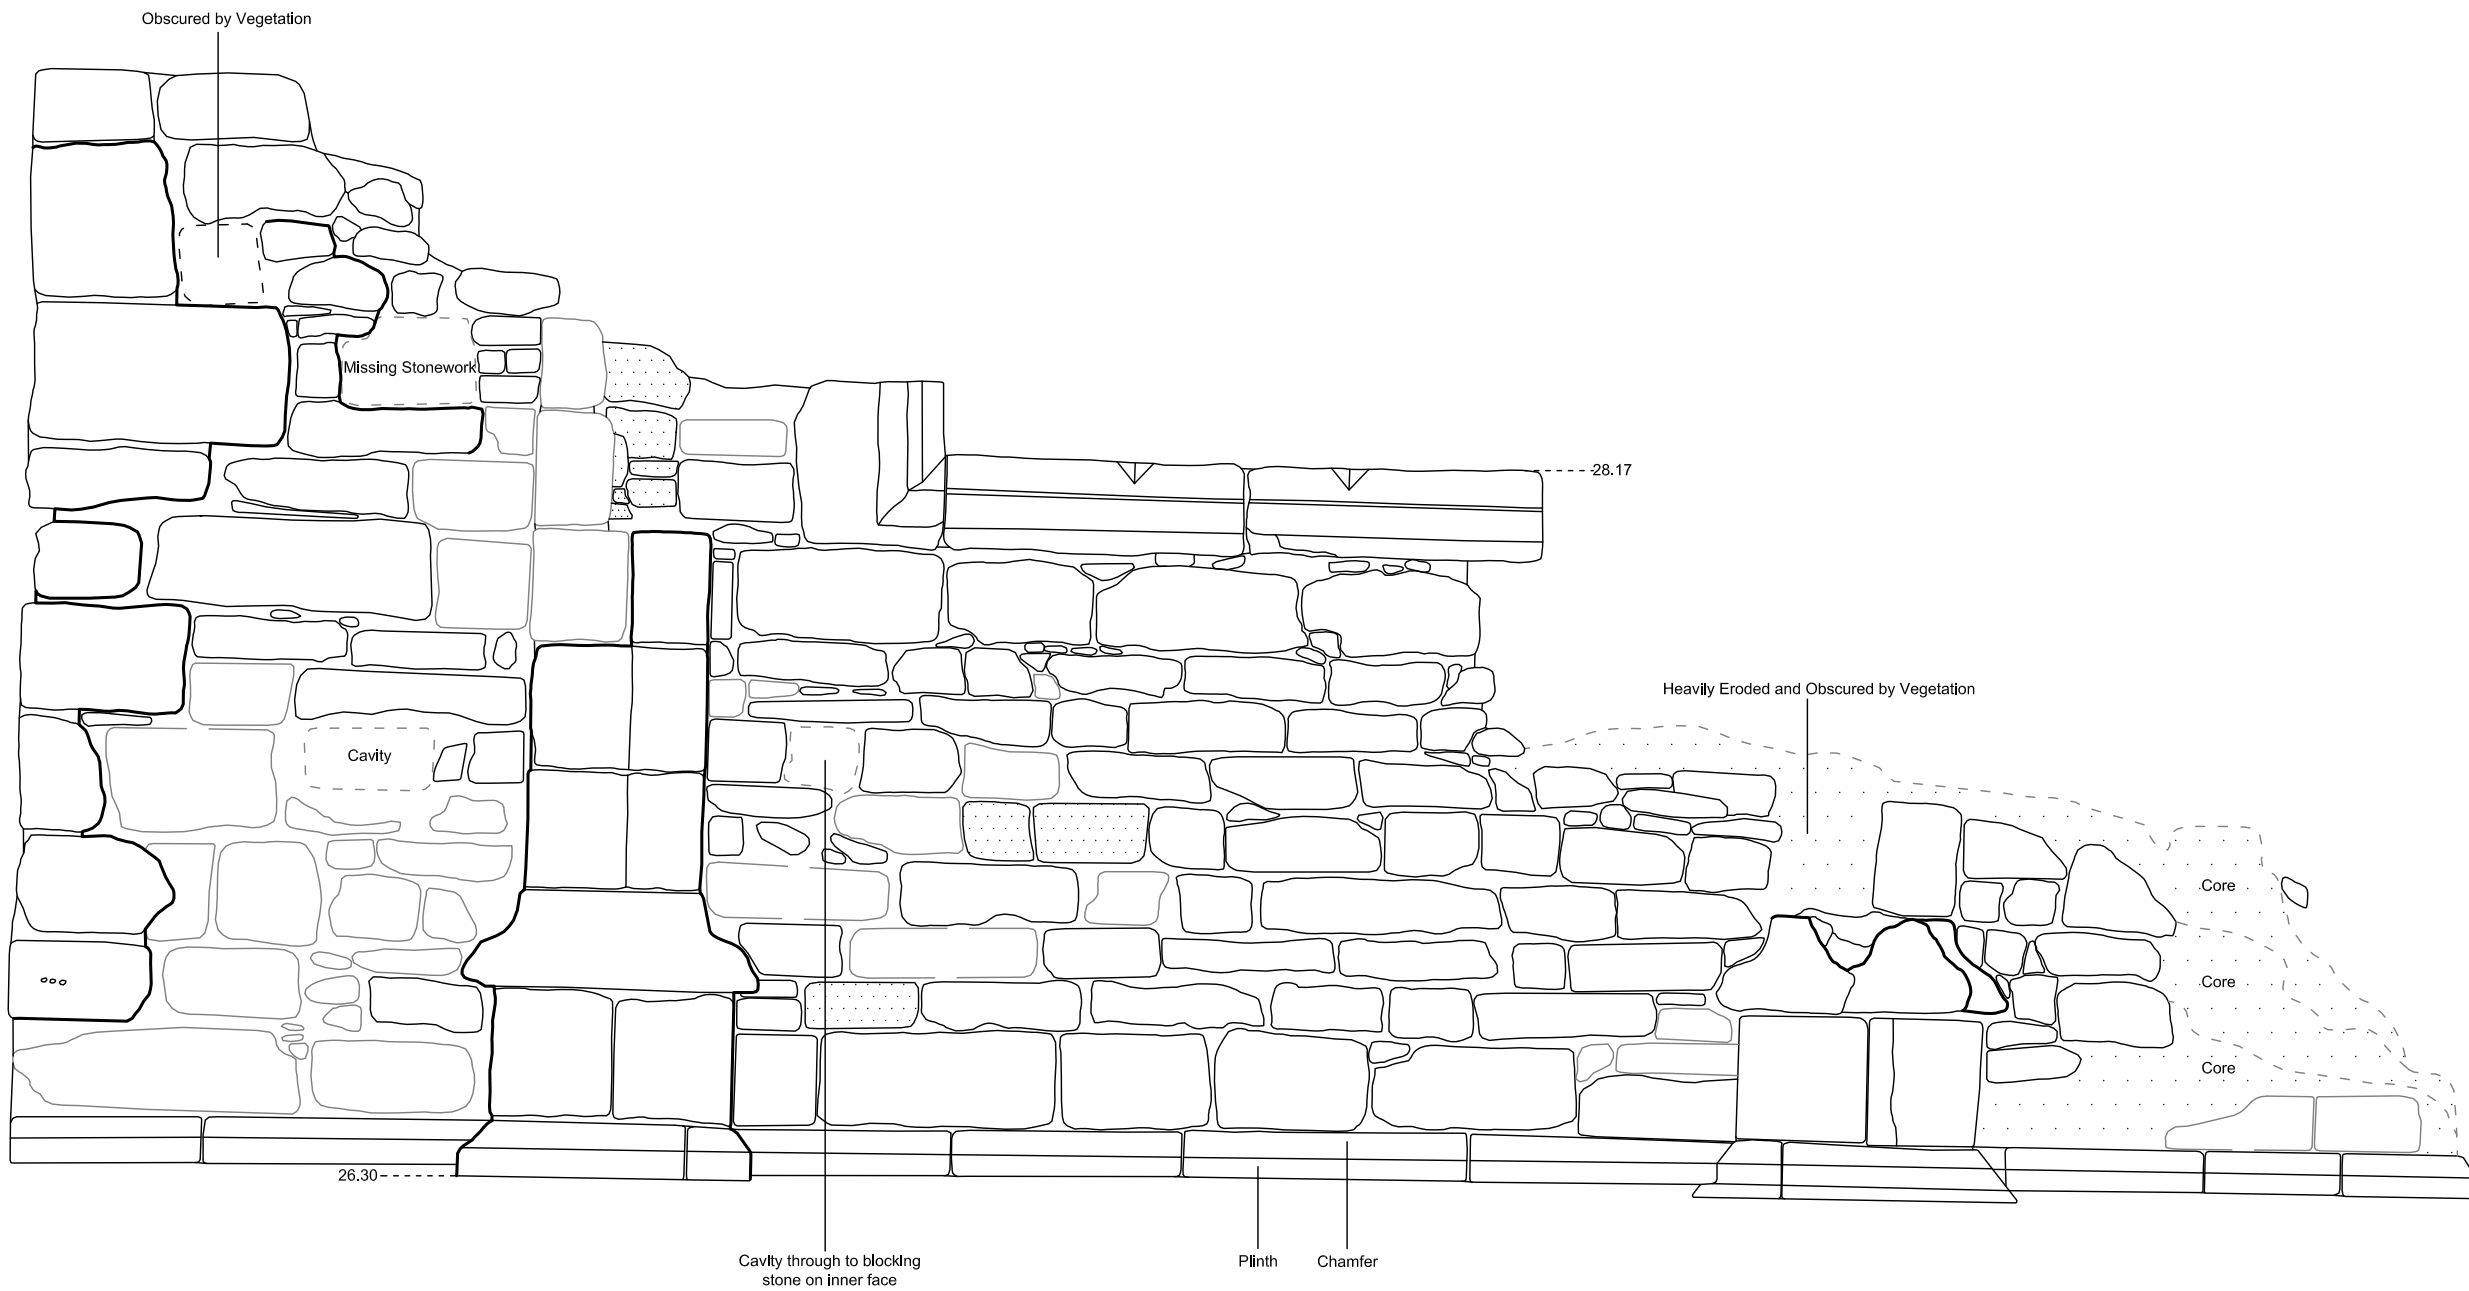 Obscured by Vegetation
Missing Stonework
28.17
Heavily Eroded and Obscured by Vegetation
Cavity
Core
Core
Core
26.30
Cavity through to blocking
stone on inner face
Plinth
Chamfer